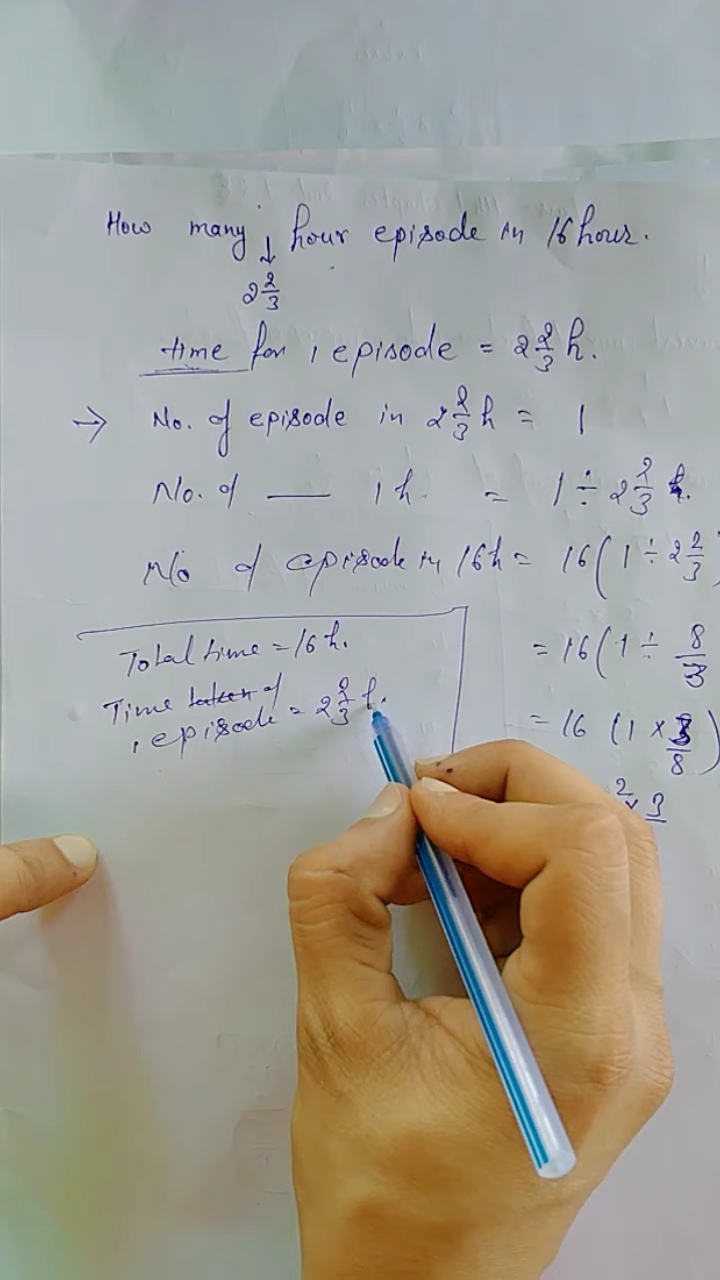 How many ↓ hour episode in 16 hour.
2 2/3
time for 1 episode = 2 2/3 h.
→ No. of episode in 2 2/3 h = 1
No. of — 1 h. = 1 ÷ 2 2/3
No of episode in 16h = 16(1 ÷ 2 2/3
= 16(1 ÷ 8/3
= 16 (1 × 3/8)
2 × 3
Total time = 16 h.
Time taken of
1 episode = 2 2/3 h.